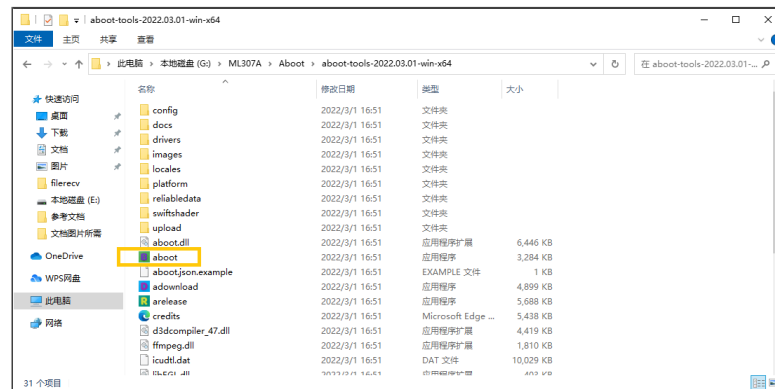 aboot-tools-2022.03.01-win-x64
文件 主页 共享 查看
此电脑 › 本地磁盘 (G:) › ML307A › Aboot › aboot-tools-2022.03.01-win-x64 在 aboot-tools-2022.03.01-...
名称 修改日期 类型 大小
快速访问
桌面
下载
文档
图片
filerecv
本地磁盘 (E:)
参考文档
文档图片所需
OneDrive
WPS网盘
此电脑
网络
config 2022/3/1 16:51 文件夹
docs 2022/3/1 16:51 文件夹
drivers 2022/3/1 16:51 文件夹
images 2022/3/1 16:51 文件夹
locales 2022/3/1 16:51 文件夹
platform 2022/3/1 16:51 文件夹
reliabledata 2022/3/1 16:51 文件夹
swiftshader 2022/3/1 16:51 文件夹
upload 2022/3/1 16:51 文件夹
aboot.dll 2022/3/1 16:51 应用程序扩展 6,446 KB
aboot 2022/3/1 16:51 应用程序 3,284 KB
aboot.json.example 2022/3/1 16:51 EXAMPLE 文件 1 KB
adownload 2022/3/1 16:51 应用程序 4,899 KB
arelease 2022/3/1 16:51 应用程序 5,688 KB
credits 2022/3/1 16:51 Microsoft Edge ... 5,438 KB
d3dcompiler_47.dll 2022/3/1 16:51 应用程序扩展 4,419 KB
ffmpeg.dll 2022/3/1 16:51 应用程序扩展 1,810 KB
icudtl.dat 2022/3/1 16:51 DAT 文件 10,029 KB
libEGL.dll 2022/3/1 16:51 应用程序扩展 403 KB
31 个项目